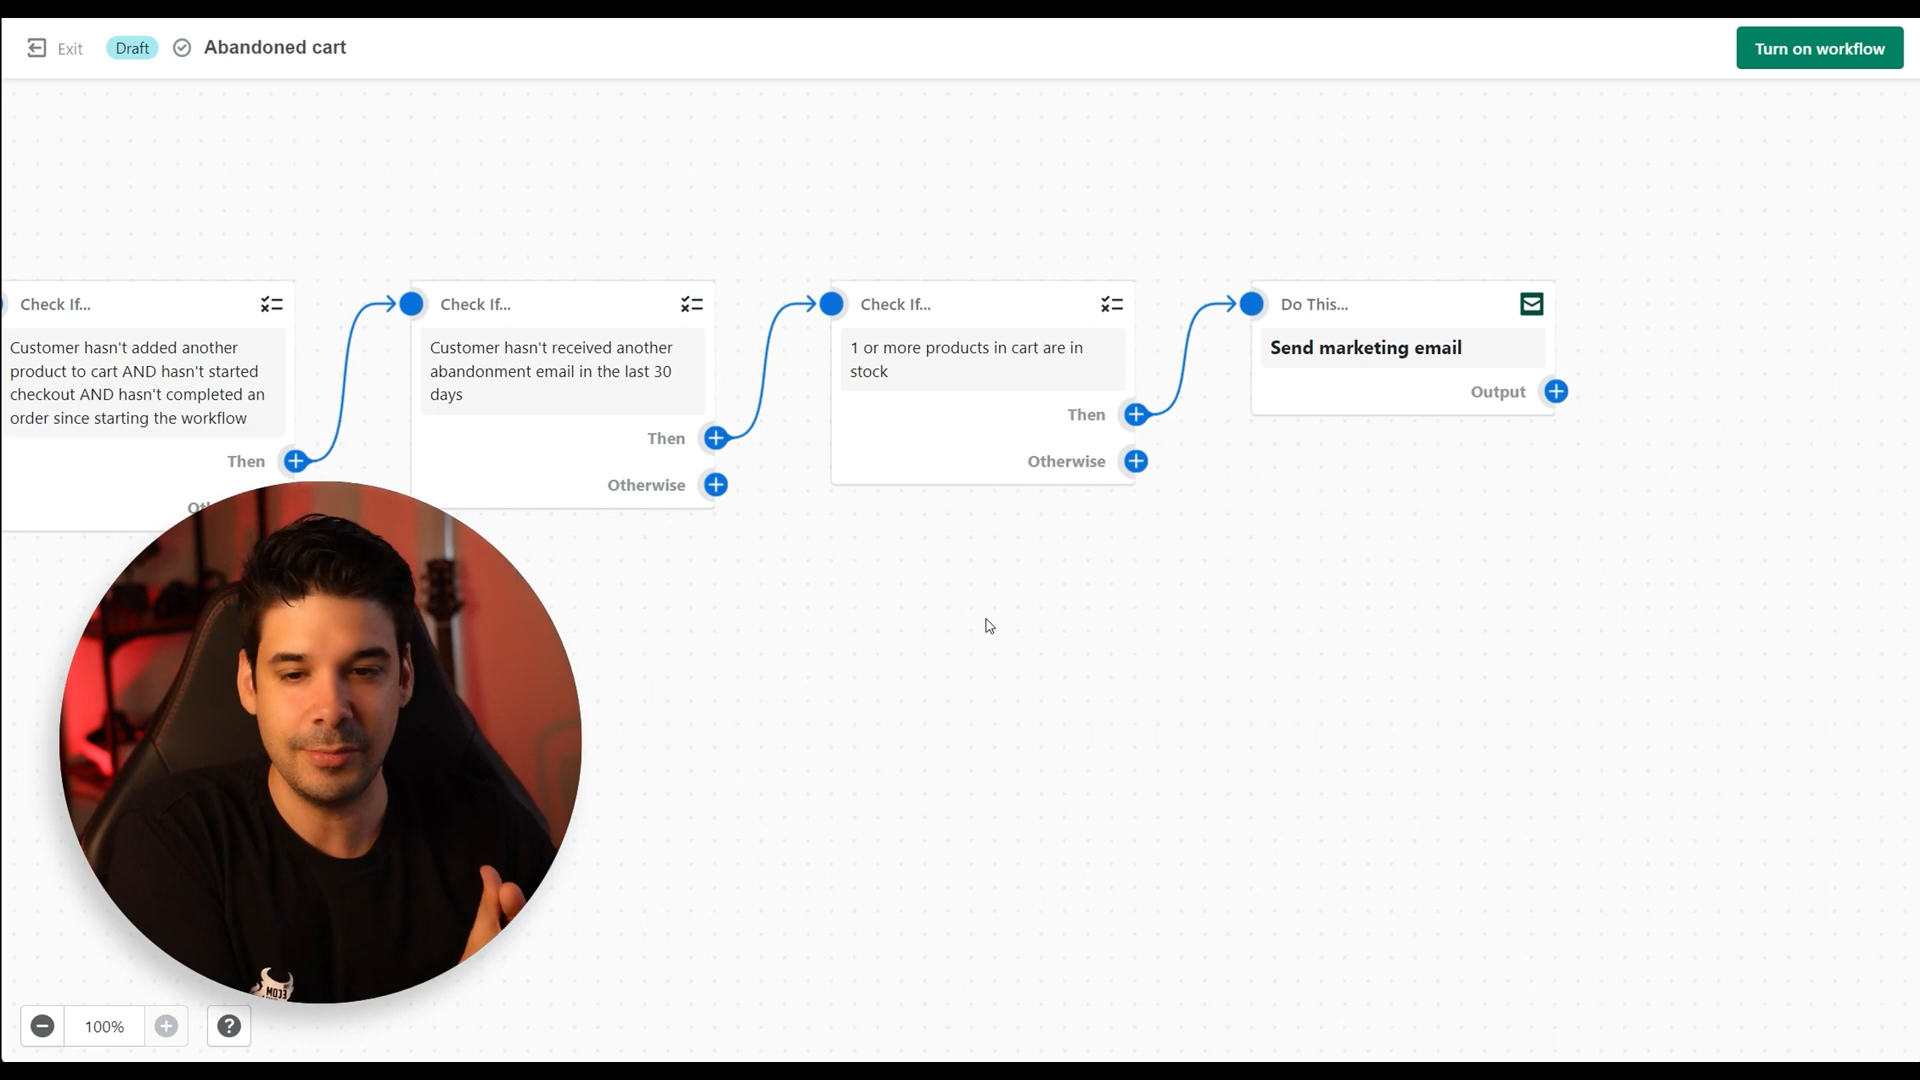 Exit
Draft
Abandoned cart
Turn on workflow
Check If...
Customer hasn't added another
product to cart AND hasn't started
checkout AND hasn't completed an
order since starting the workflow
Then
Check If...
Customer hasn't received another
abandonment email in the last 30
days
Then
Otherwise
Check If...
1 or more products in cart are in
stock
Then
Otherwise
Do This...
Send marketing email
Output
100%
?